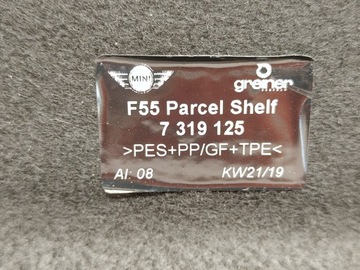 MINI
greiner
F55 Parcel Shelf
7 319 125
>PES+PP/GF+TPE<
AI: 08 KW21/19